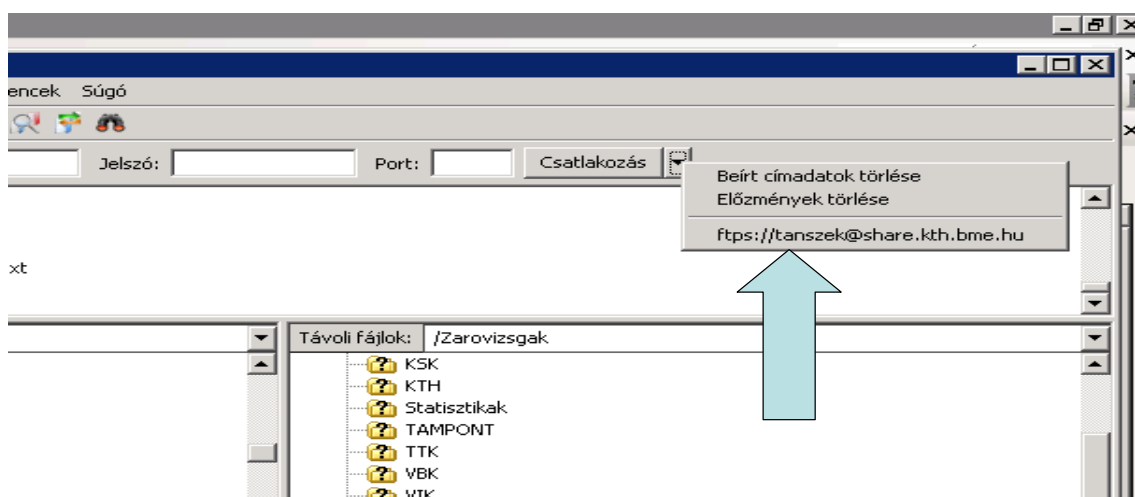 encek Súgó
Jelszó: Port: Csatlakozás
Beírt címadatok törlése
Előzmények törlése
ftps://tanszek@share.kth.bme.hu
xt
Távoli fájlok: /Zarovizsgak
KSK
KTH
Statisztikak
TAMPONT
TTK
VBK
VIK